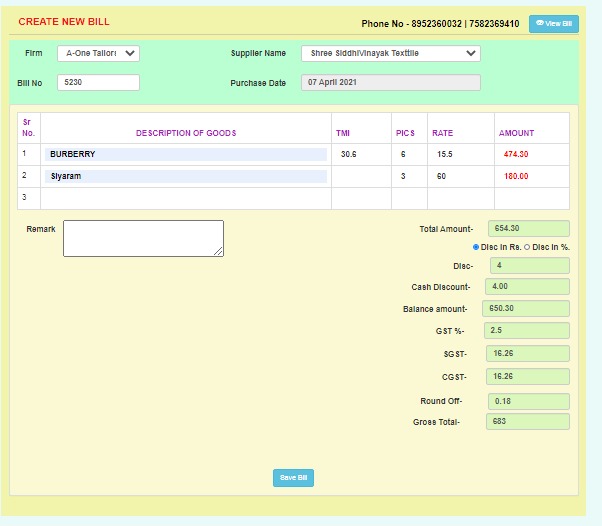 CREATE NEW BILL
Phone No - 8952360032 | 7582369410
View Bill
Firm
A-One Tailors
Supplier Name
Shree SiddhiVinayak Texttile
Bill No
5230
Purchase Date
07 April 2021
Sr No. DESCRIPTION OF GOODS TMI PICS RATE AMOUNT
1 BURBERRY 30.6 6 15.5 474.30
2 Siyaram 3 60 180.00
3
Remark
Total Amount- 654.30
Disc In Rs. Disc In %.
Disc- 4
Cash Discount- 4.00
Balance amount- 650.30
GST %- 2.5
SGST- 16.26
CGST- 16.26
Round Off- 0.18
Gross Total- 683
Save Bill